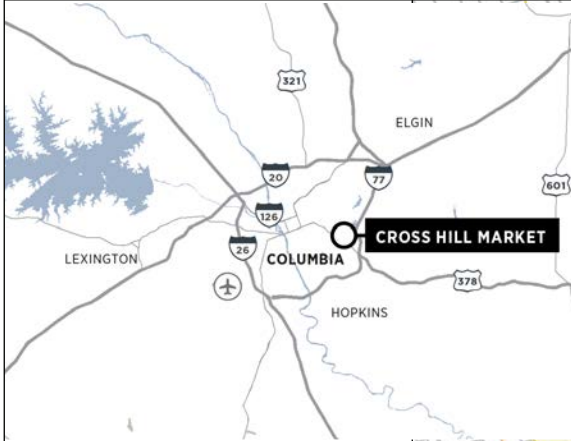 321
ELGIN
20
77
601
126
CROSS HILL MARKET
26
COLUMBIA
LEXINGTON
378
HOPKINS